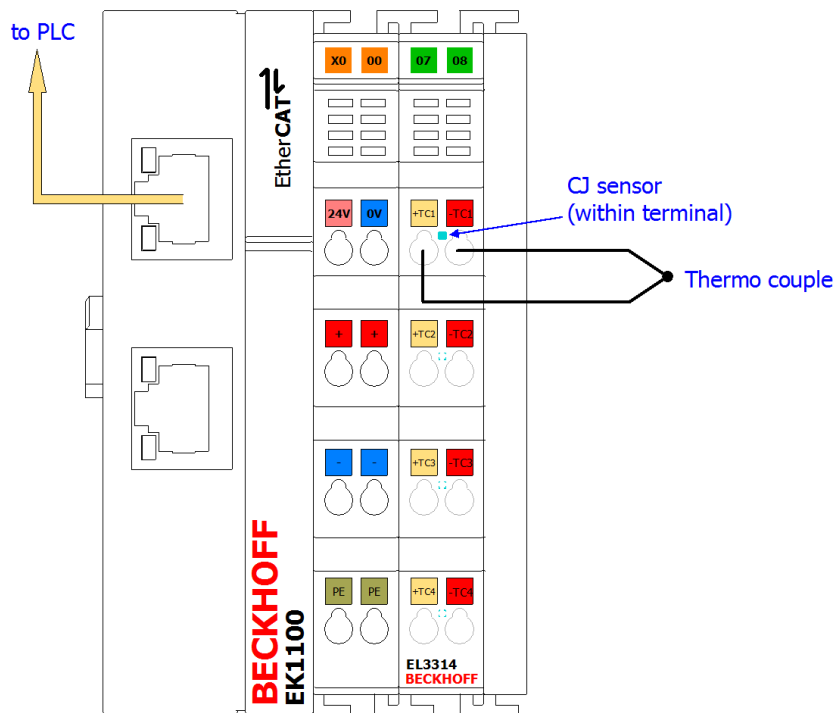 to PLC
X0 00 07 08
EtherCAT
CJ sensor
(within terminal)
24V 0V +TC1 -TC1
Thermo couple
+ + +TC2 -TC2
- - +TC3 -TC3
PE PE +TC4 -TC4
BECKHOFF
EK1100
EL3314
BECKHOFF